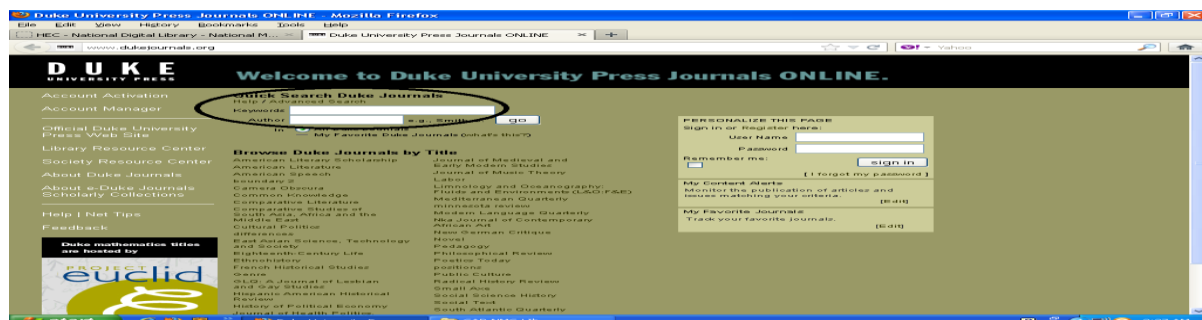 Duke University Press Journals ONLINE - Mozilla Firefox
File Edit View History Bookmarks Tools Help
HEC - National Digital Library - National M...
Duke University Press Journals ONLINE
www.dukejournals.org
Yahoo
DUKE
UNIVERSITY PRESS
Welcome to Duke University Press Journals ONLINE.
Account Activation
Account Manager
Official Duke University
Press Web Site
Library Resource Center
Society Resource Center
About Duke Journals
About e-Duke Journals
Scholarly Collections
Help | Net Tips
Feedback
Duke mathematics titles
are hosted by
PROJECT
euclid
Quick Search Duke Journals
Help / Advanced Search
Keywords
Author e.g., Smith go
in
My Favorite Duke Journals (what's this?)
Browse Duke Journals by Title
American Literary Scholarship
American Literature
American Speech
boundary 2
Camera Obscura
Common Knowledge
Comparative Literature
Comparative Studies of
South Asia, Africa and the
Middle East
Cultural Politics
differences
East Asian Science, Technology
and Society
Eighteenth-Century Life
Ethnohistory
French Historical Studies
Genre
GLQ: A Journal of Lesbian
and Gay Studies
Hispanic American Historical
Review
History of Political Economy
Journal of Health Politics,
Journal of Medieval and
Early Modern Studies
Journal of Music Theory
Labor
Limnology and Oceanography:
Fluids and Environments (L&O:F&E)
Mediterranean Quarterly
minnesota review
Modern Language Quarterly
Nka Journal of Contemporary
African Art
New German Critique
Novel
Pedagogy
Philosophical Review
Poetics Today
positions
Public Culture
Radical History Review
Small Axe
Social Science History
Social Text
South Atlantic Quarterly
PERSONALIZE THIS PAGE
Sign in or Register here:
User Name
Password
Remember me:
sign in
[I forgot my password]
My Content Alerts
Monitor the publication of articles and
issues matching your criteria.
[Edit]
My Favorite Journals
Track your favorite journals.
[Edit]